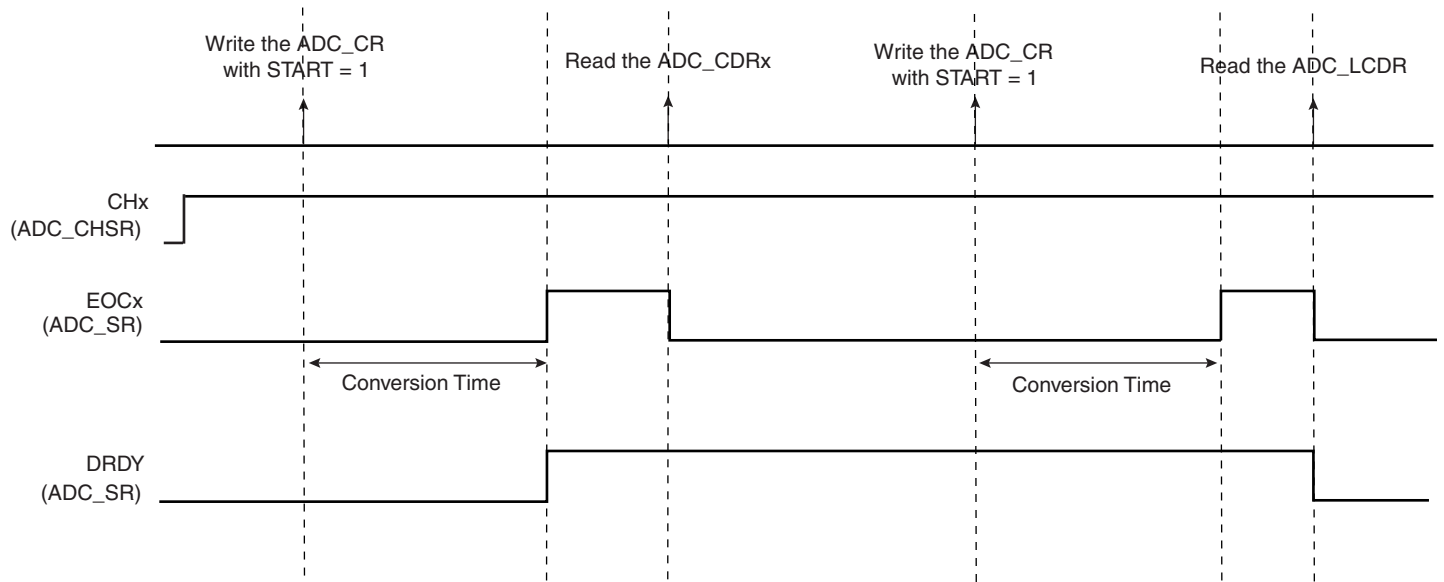 Write the ADC_CR
with START = 1
Read the ADC_CDRx
Write the ADC_CR
with START = 1
Read the ADC_LCDR
CHx
(ADC_CHSR)
EOCx
(ADC_SR)
Conversion Time
Conversion Time
DRDY
(ADC_SR)